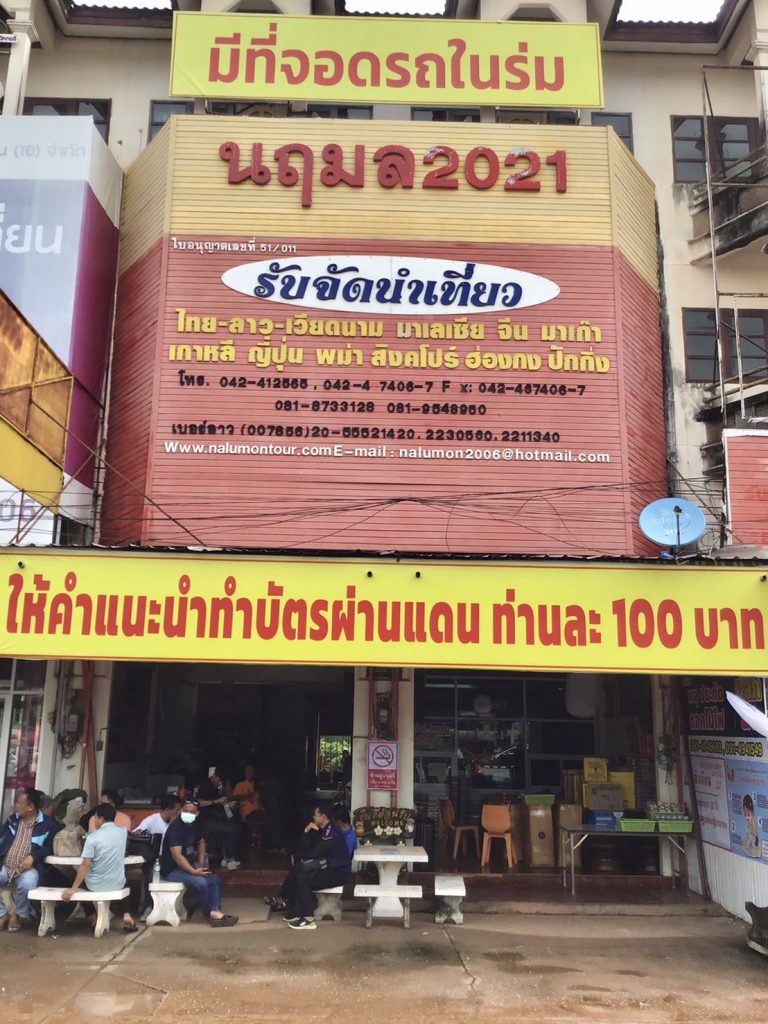 มีที่จอดรถในร่ม
นฤมล2021
ใบอนุญาตเลขที่ 51/011
รับจัดนำเที่ยว
ไทย-ลาว-เวียดนาม มาเลเซีย จีน มาเก๊า
เกาหลี ญี่ปุ่น พม่า สิงคโปร์ ฮ่องกง ปักกิ่ง
โทร. 042-412565 , 042-4 7406-7 F x: 042-467406-7
081-8733128 081-9548950
เบอร์ลาว (007856)20-55521420. 2230560. 2211340
Www.nalumontour.com E-mail : nalumon2006@hotmail.com
ให้คำแนะนำทำบัตรผ่านแดน ท่านละ 100 บาท
WELCOME